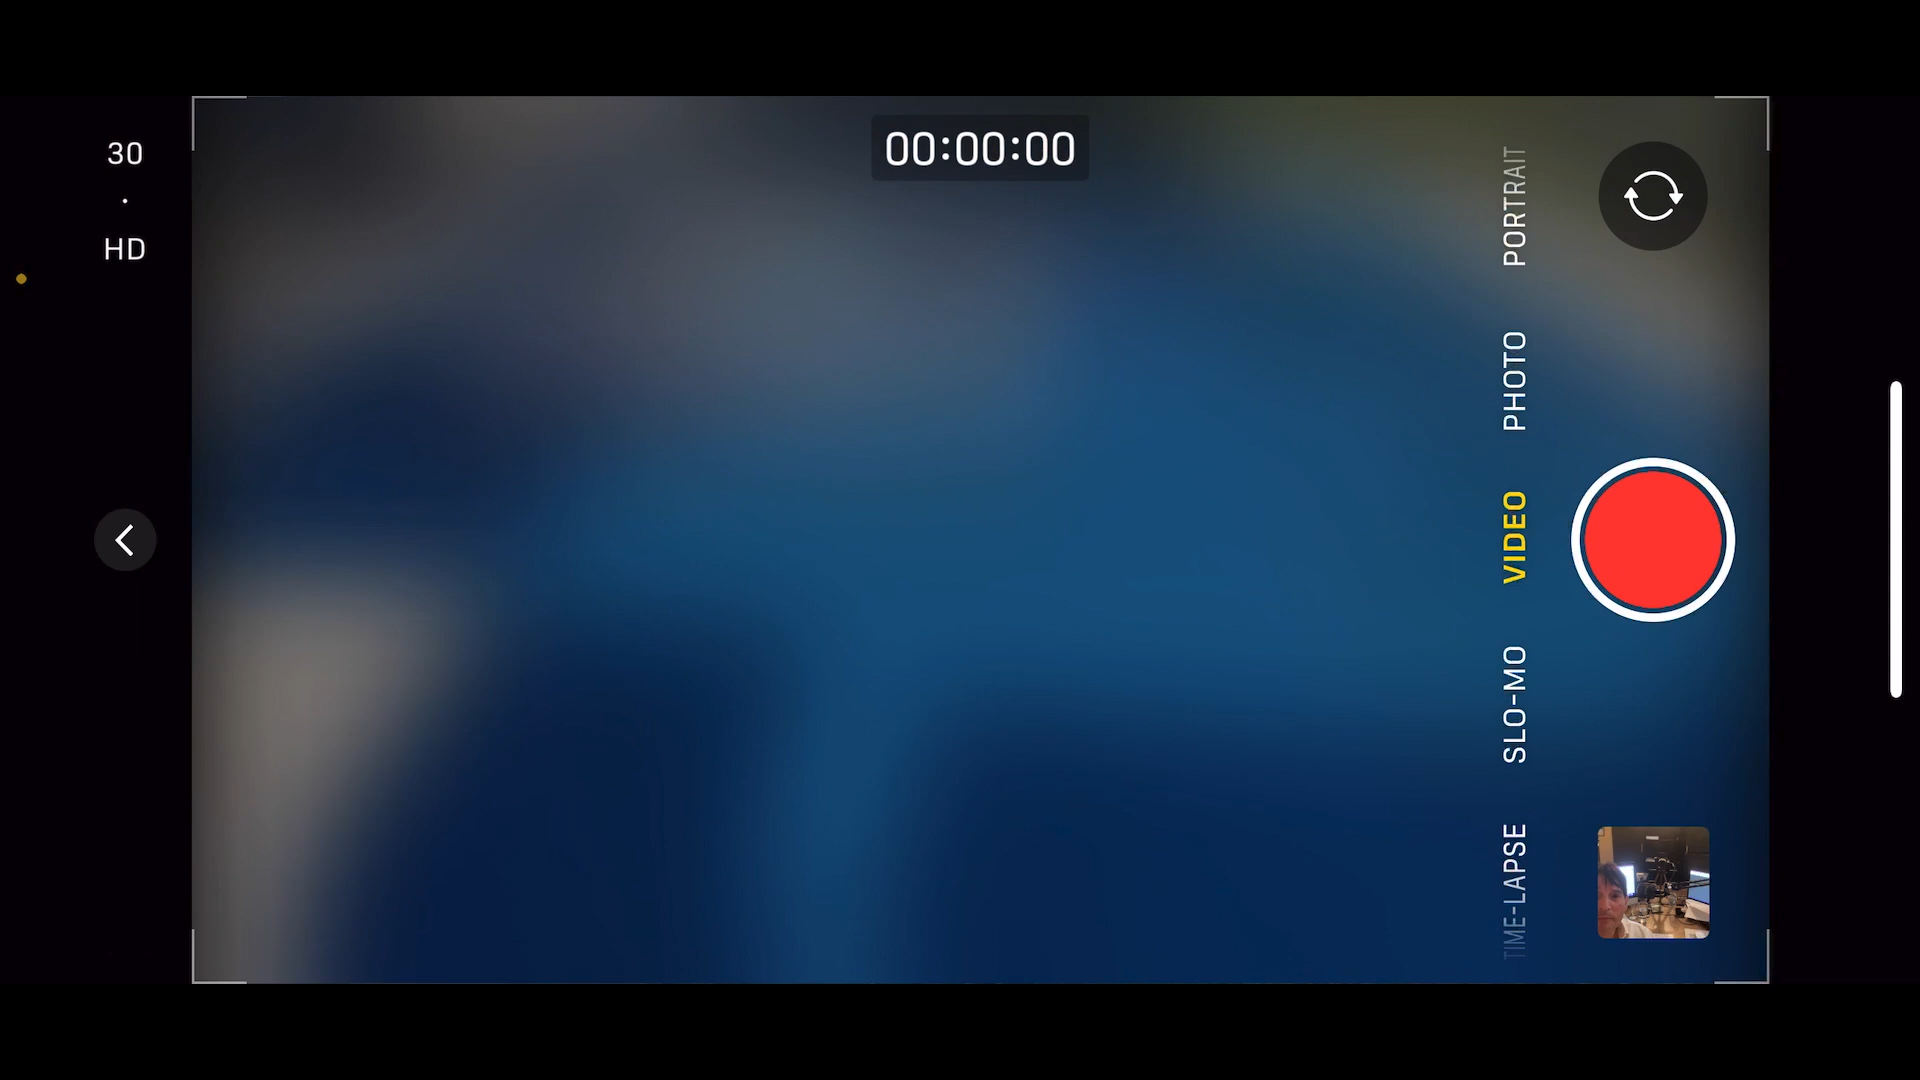 30
·
HD
00:00:00
PORTRAIT
PHOTO
VIDEO
SLO-MO
TIME-LAPSE